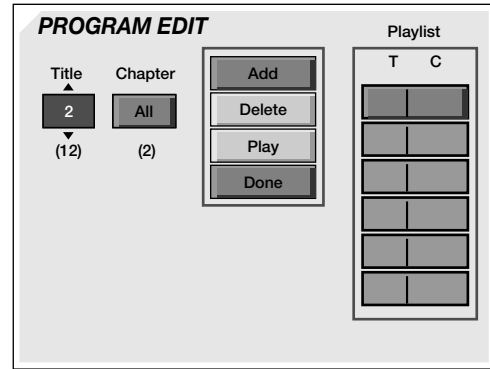 PROGRAM EDIT
Title Chapter
2 All
(12) (2)
Add
Delete
Play
Done
Playlist
T C